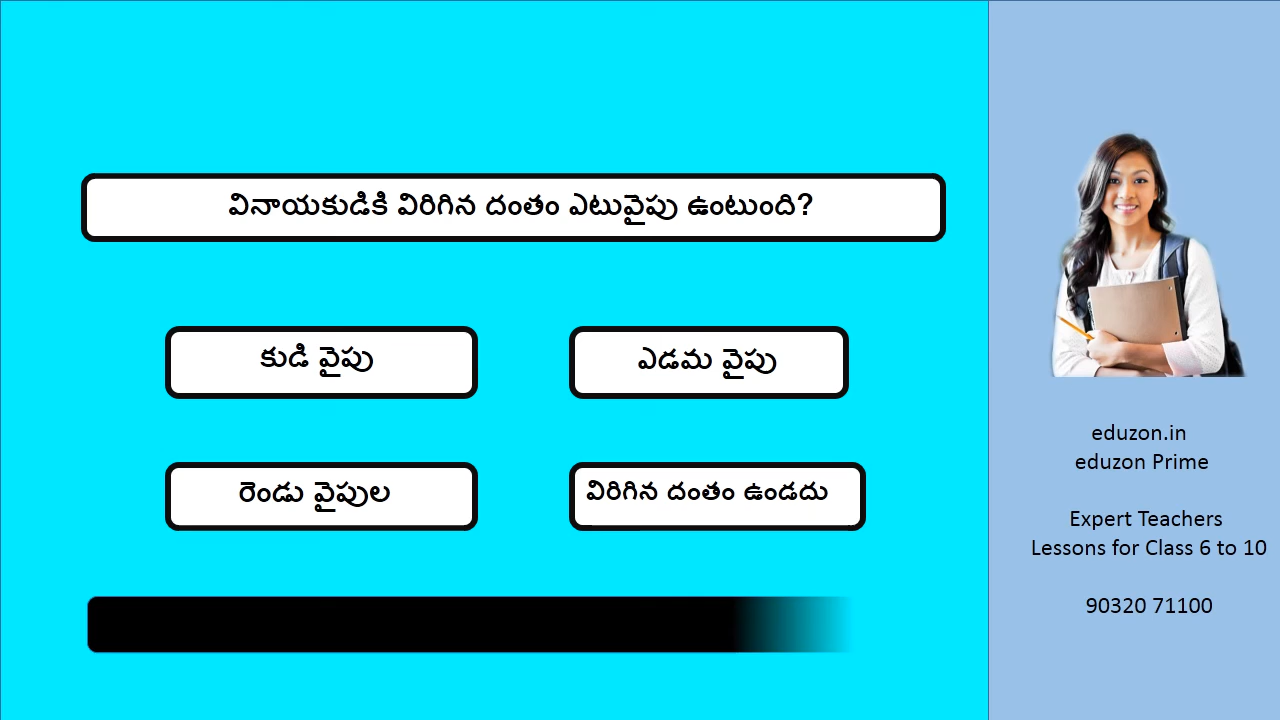 వినాయకుడికి విరిగిన దంతం ఎటువైపు ఉంటుంది?
కుడి వైపు
ఎడమ వైపు
రెండు వైపుల
విరిగిన దంతం ఉండదు
eduzon.in
eduzon Prime
Expert Teachers
Lessons for Class 6 to 10
90320 71100